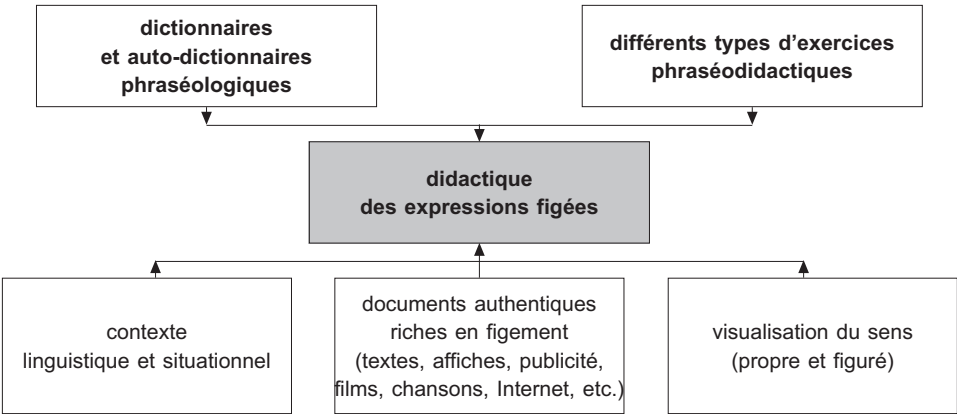 dictionnaires
et auto-dictionnaires
phraséologiques
différents types d'exercices
phraséodidactiques
didactique
des expressions figées
contexte
linguistique et situationnel
documents authentiques
riches en figement
(textes, affiches, publicité,
films, chansons, Internet, etc.)
visualisation du sens
(propre et figuré)